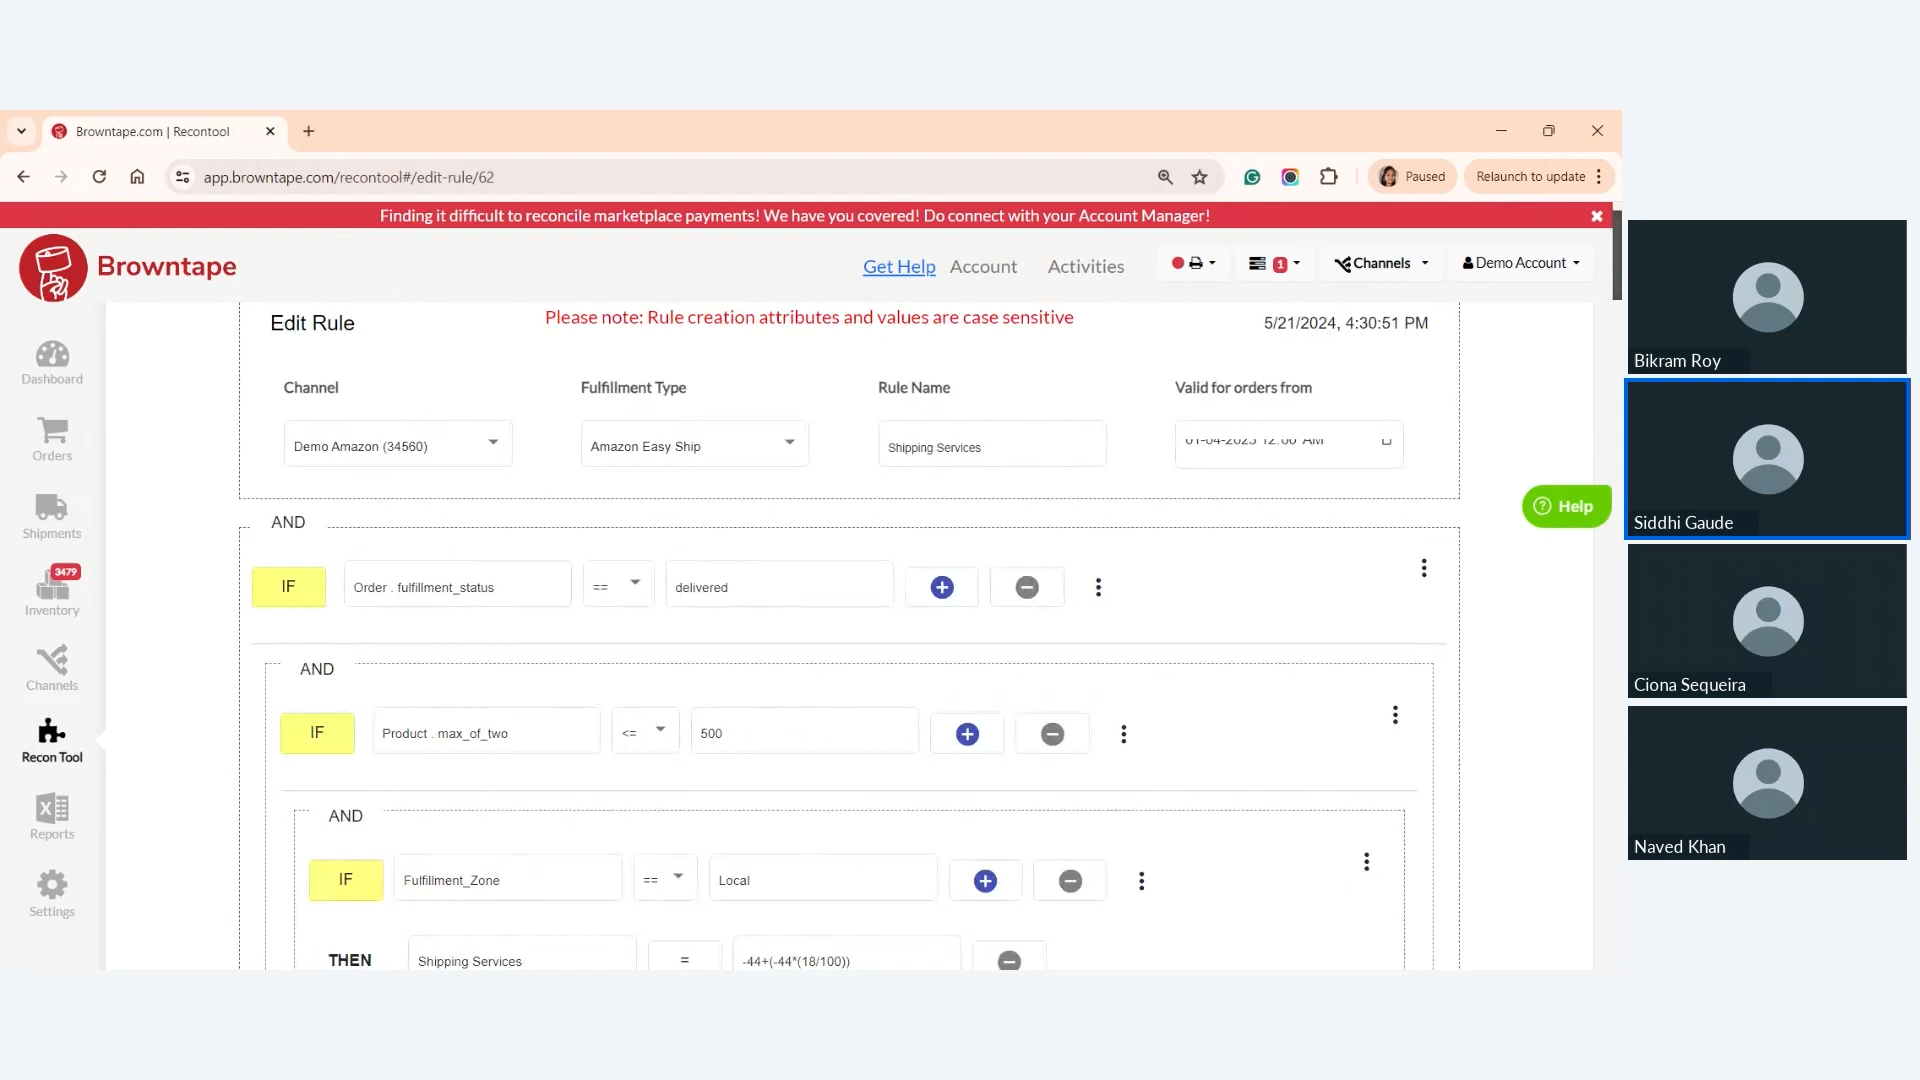 Browntape.com | Recontool
app.browntape.com/recontool#/edit-rule/62
Paused
Relaunch to update
Finding it difficult to reconcile marketplace payments! We have you covered! Do connect with your Account Manager!
Browntape
Get Help
Account
Activities
1
Channels
Demo Account
Dashboard
Orders
Shipments
3479
Inventory
Channels
Recon Tool
Reports
Settings
Edit Rule
Please note: Rule creation attributes and values are case sensitive
5/21/2024, 4:30:51 PM
Channel
Fulfillment Type
Rule Name
Valid for orders from
Demo Amazon (34560)
Amazon Easy Ship
Shipping Services
AND
IF
Order . fulfillment_status
==
delivered
AND
IF
Product . max_of_two
<=
500
AND
IF
Fulfillment_Zone
==
Local
THEN
Shipping Services
=
-44+(-44*(18/100))
Help
Bikram Roy
Siddhi Gaude
Ciona Sequeira
Naved Khan